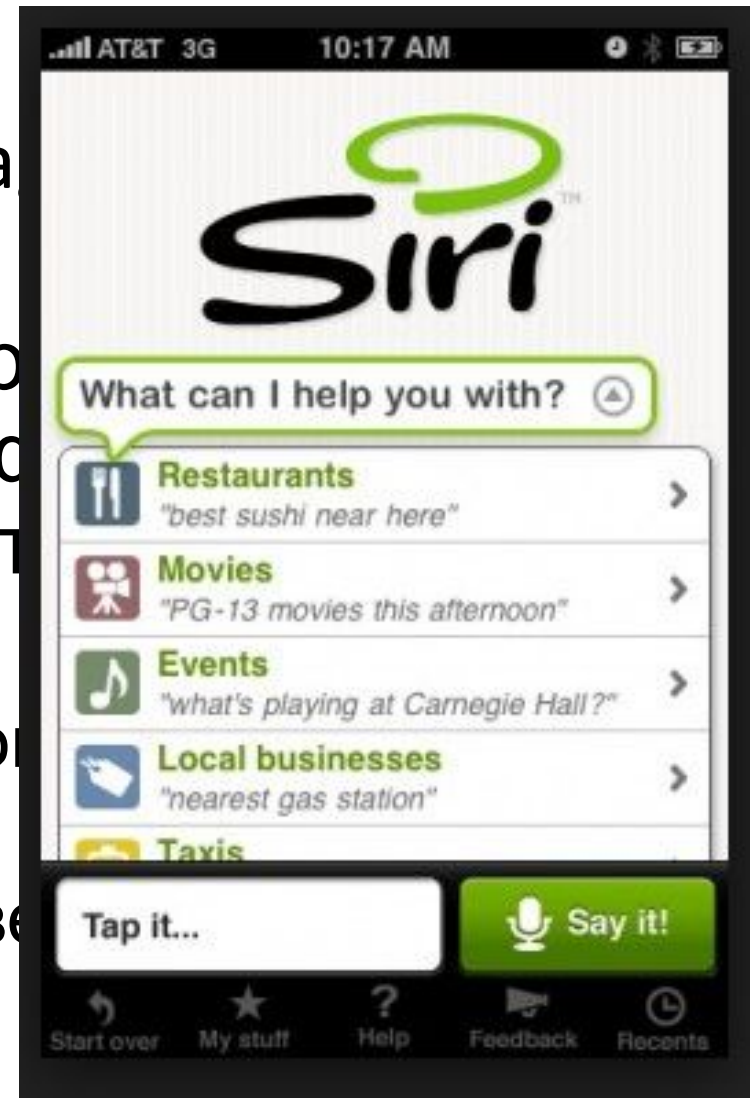 AT&T 3G 10:17 AM
Siri™
What can I help you with?
Restaurants
"best sushi near here"
Movies
"PG-13 movies this afternoon"
Events
"what's playing at Carnegie Hall?"
Local businesses
"nearest gas station"
Taxis
Tap it...
Say it!
Start over My stuff Help Feedback Recents